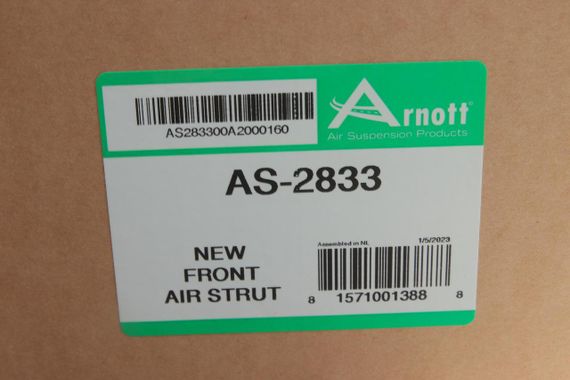 AS283300A2000160
Arnott®
Air Suspension Products
AS-2833
NEW
FRONT
AIR STRUT
Assembled in NL 1/5/2023
8 1571001388 8